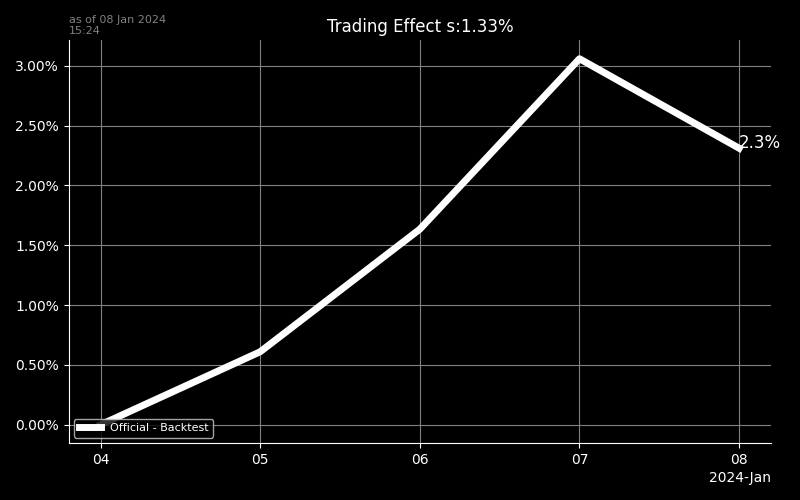 as of 08 Jan 2024
15:24
Trading Effect s:1.33%
3.00%
2.50%
2.00%
1.50%
1.00%
0.50%
0.00%
2.3%
Official - Backtest
04 05 06 07 08
2024-Jan